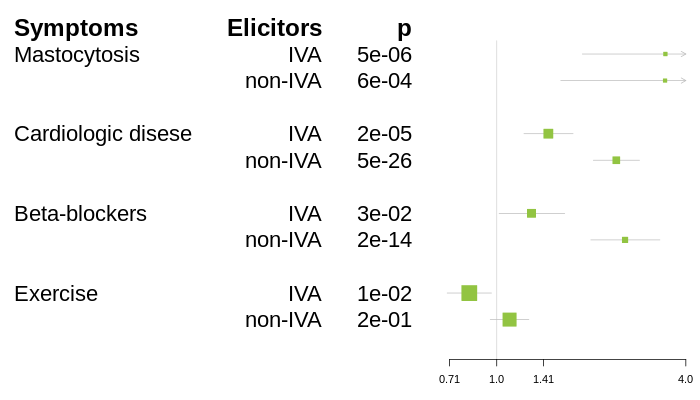 Symptoms Elicitors p
Mastocytosis IVA 5e-06
non-IVA 6e-04
Cardiologic disese IVA 2e-05
non-IVA 5e-26
Beta-blockers IVA 3e-02
non-IVA 2e-14
Exercise IVA 1e-02
non-IVA 2e-01
0.71 1.0 1.41 4.0